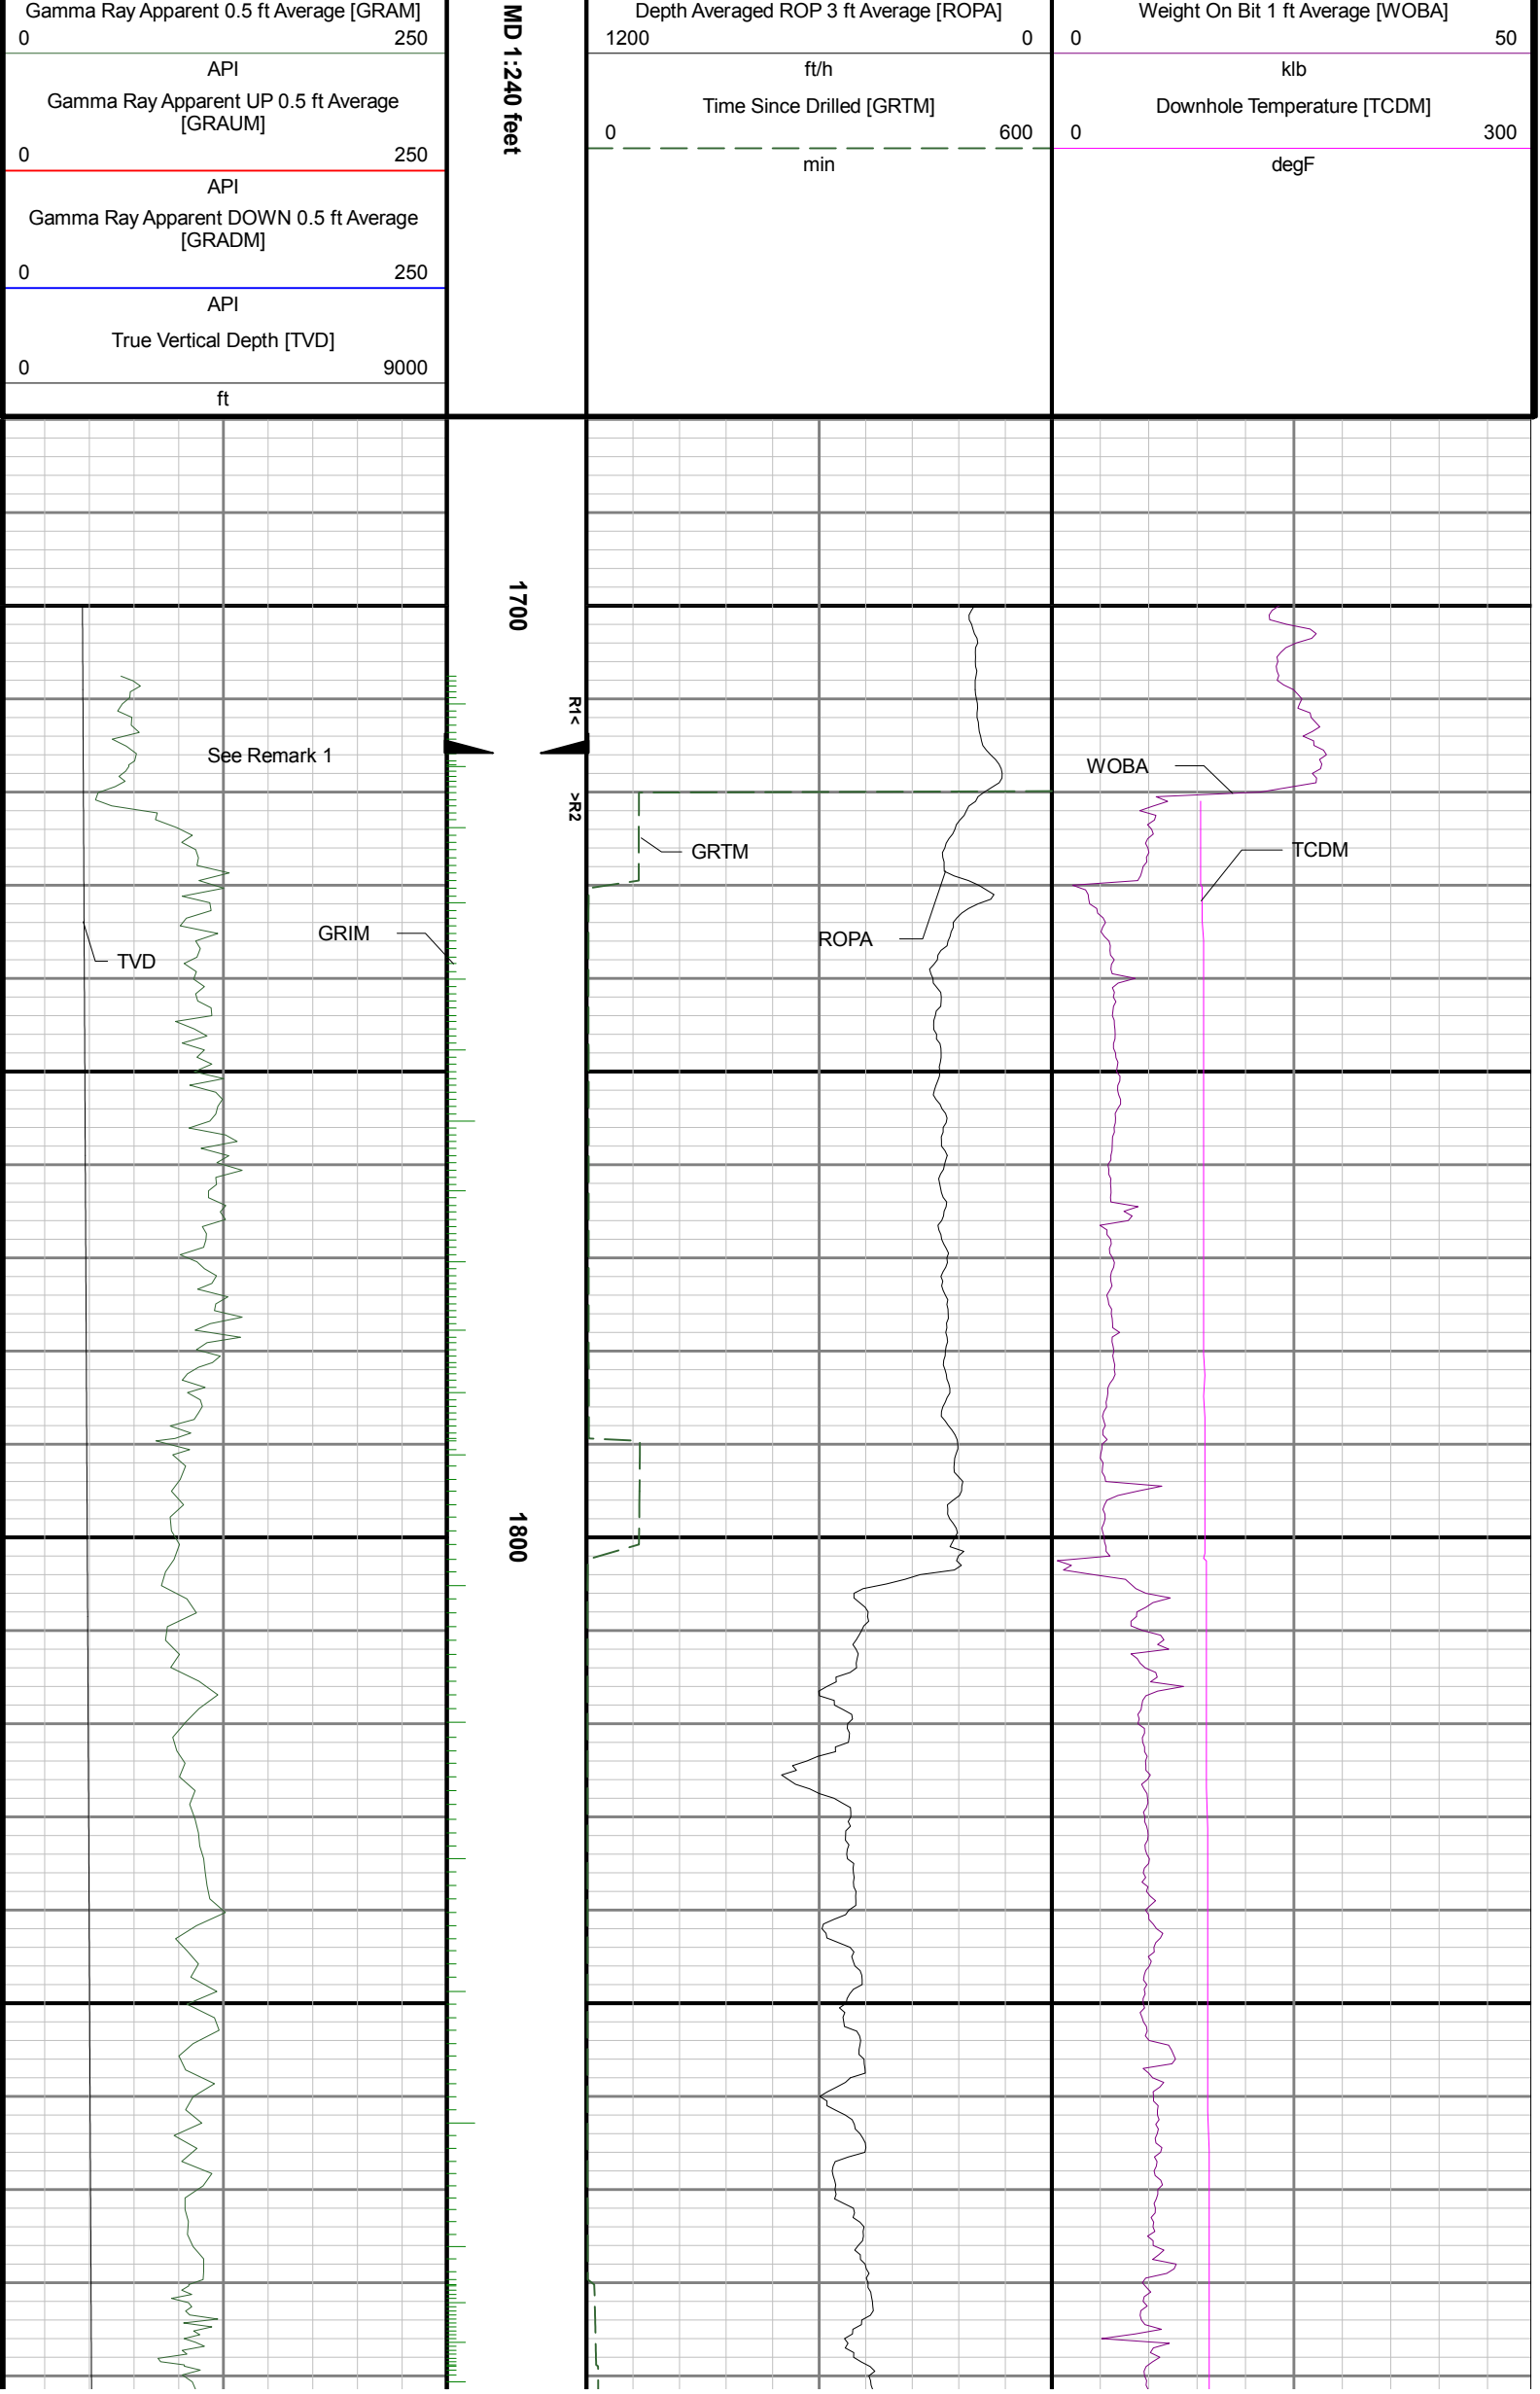 Gamma Ray Apparent 0.5 ft Average [GRAM]
0 250
API
Gamma Ray Apparent UP 0.5 ft Average
[GRAUM]
0 250
API
Gamma Ray Apparent DOWN 0.5 ft Average
[GRADM]
0 250
API
True Vertical Depth [TVD]
0 9000
ft
MD 1:240 feet
Depth Averaged ROP 3 ft Average [ROPA]
1200 0
ft/h
Time Since Drilled [GRTM]
0 600
min
Weight On Bit 1 ft Average [WOBA]
0 50
klb
Downhole Temperature [TCDM]
0 300
degF
1700
R1<
See Remark 1
WOBA
>R2
GRTM
TCDM
GRIM
ROPA
TVD
1800